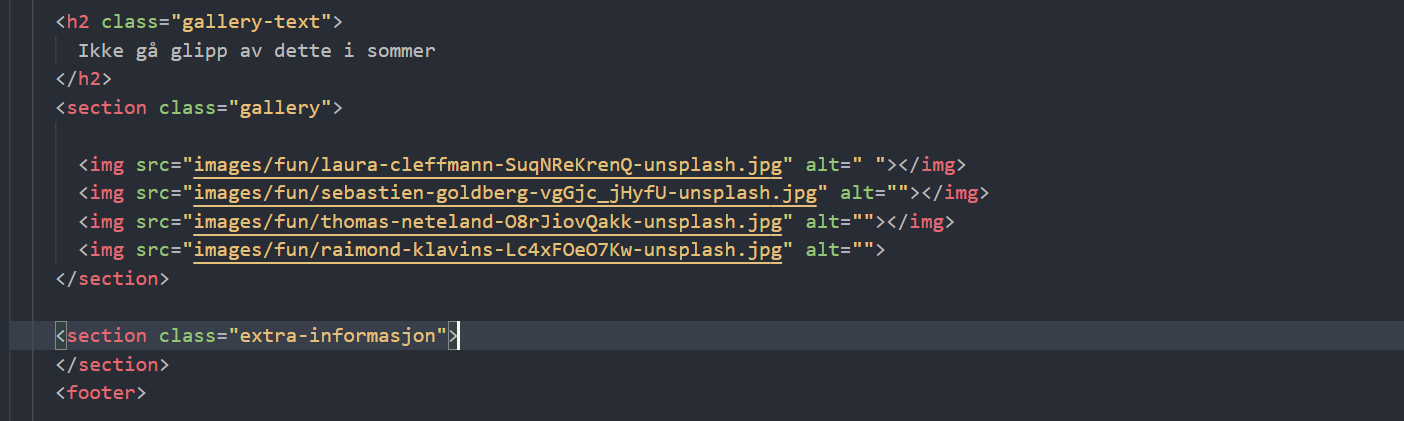 <h2 class="gallery-text">
Ikke gå glipp av dette i sommer
</h2>
<section class="gallery">
<img src="images/fun/laura-cleffmann-SuqNReKrenQ-unsplash.jpg" alt=" "></img>
<img src="images/fun/sebastien-goldberg-vgGjc_jHyfU-unsplash.jpg" alt=""></img>
<img src="images/fun/thomas-neteland-O8rJiovQakk-unsplash.jpg" alt=""></img>
<img src="images/fun/raimond-klavins-Lc4xFOeO7Kw-unsplash.jpg" alt="">
</section>
<section class="extra-informasjon">
</section>
<footer>